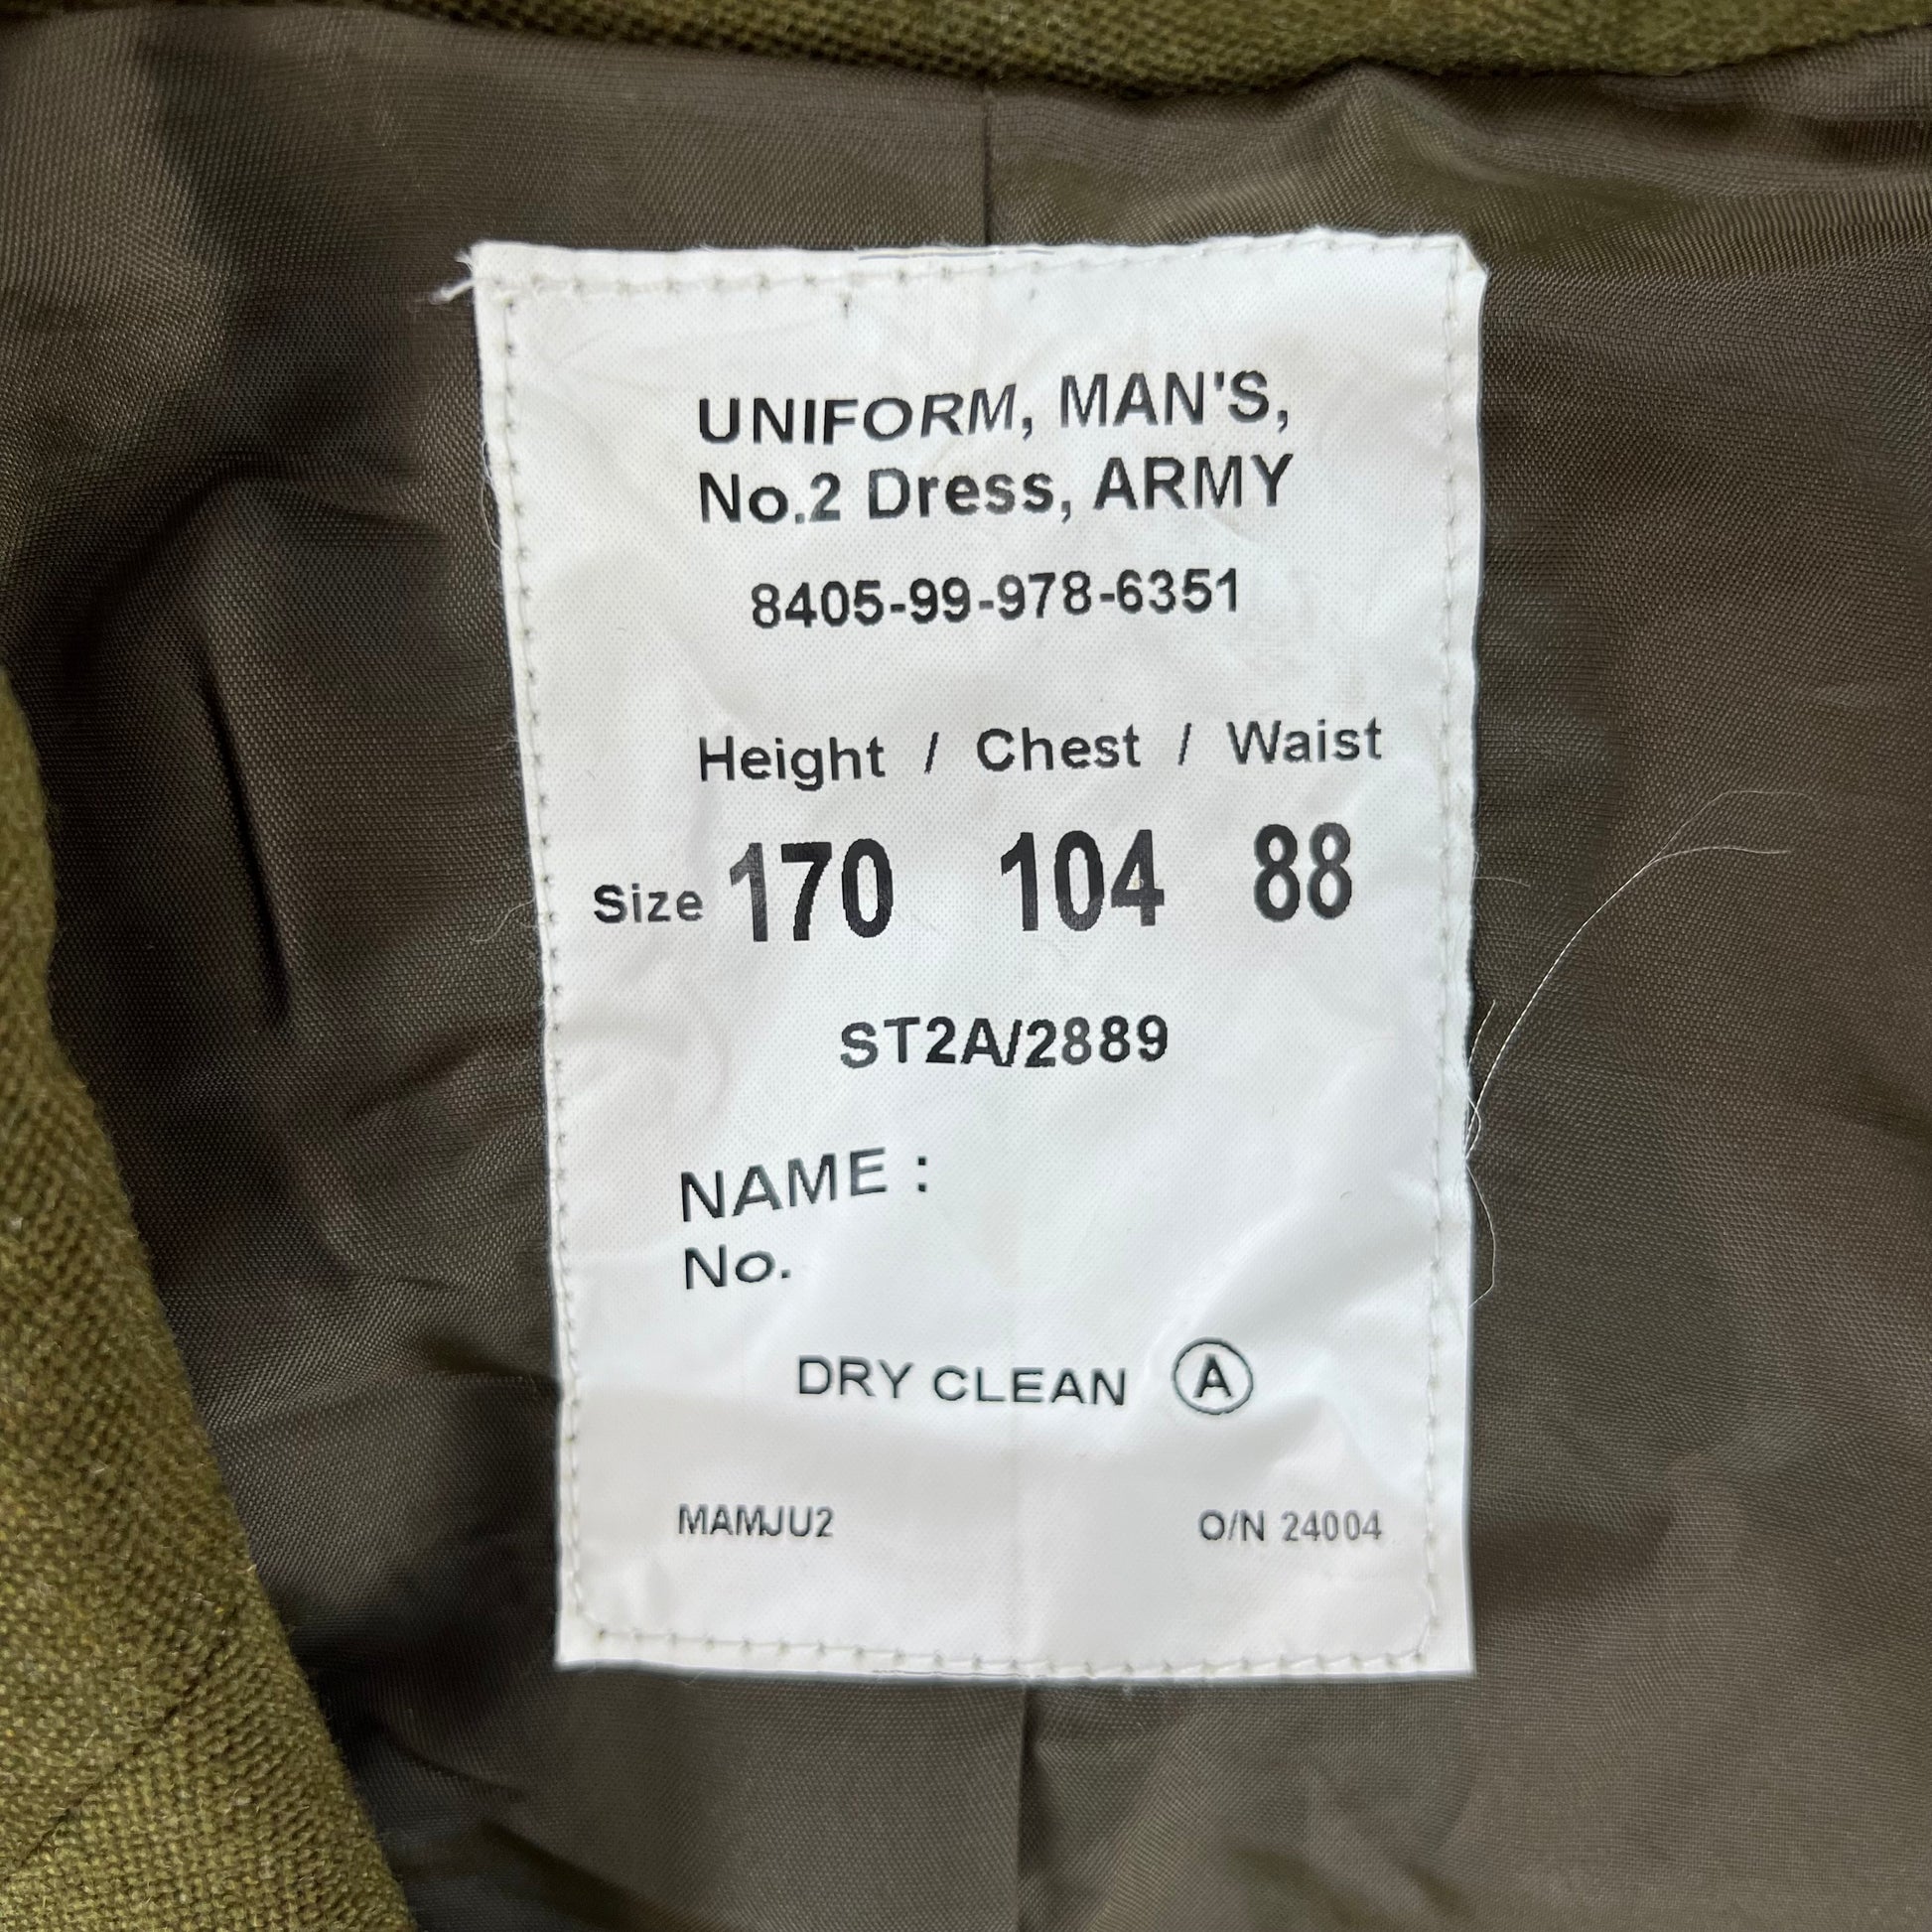 UNIFORM, MAN'S,
No.2 Dress, ARMY
8405-99-978-6351
Height / Chest / Waist
Size 170 104 88
ST2A/2889
NAME :
No.
DRY CLEAN Ⓐ
MAMJU2 O/N 24004